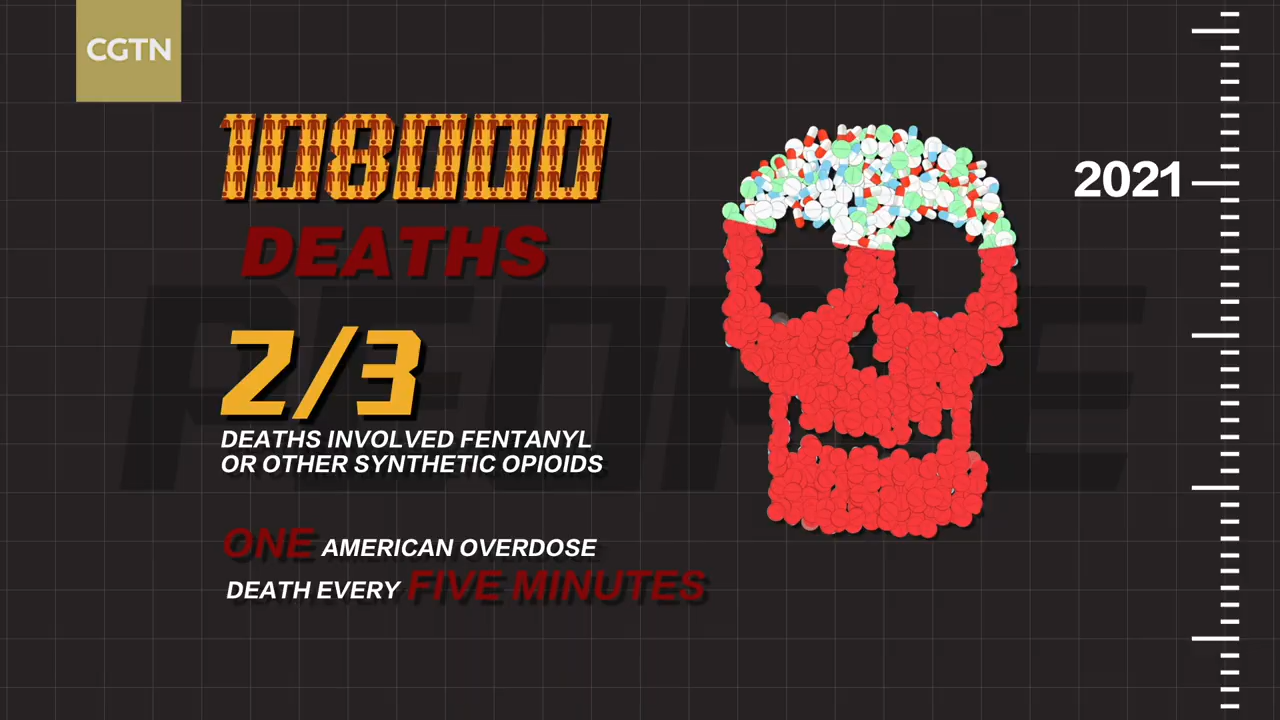 CGTN
108000
DEATHS
2/3
DEATHS INVOLVED FENTANYL
OR OTHER SYNTHETIC OPIOIDS
ONE AMERICAN OVERDOSE
DEATH EVERY FIVE MINUTES
2021
PEOPLE